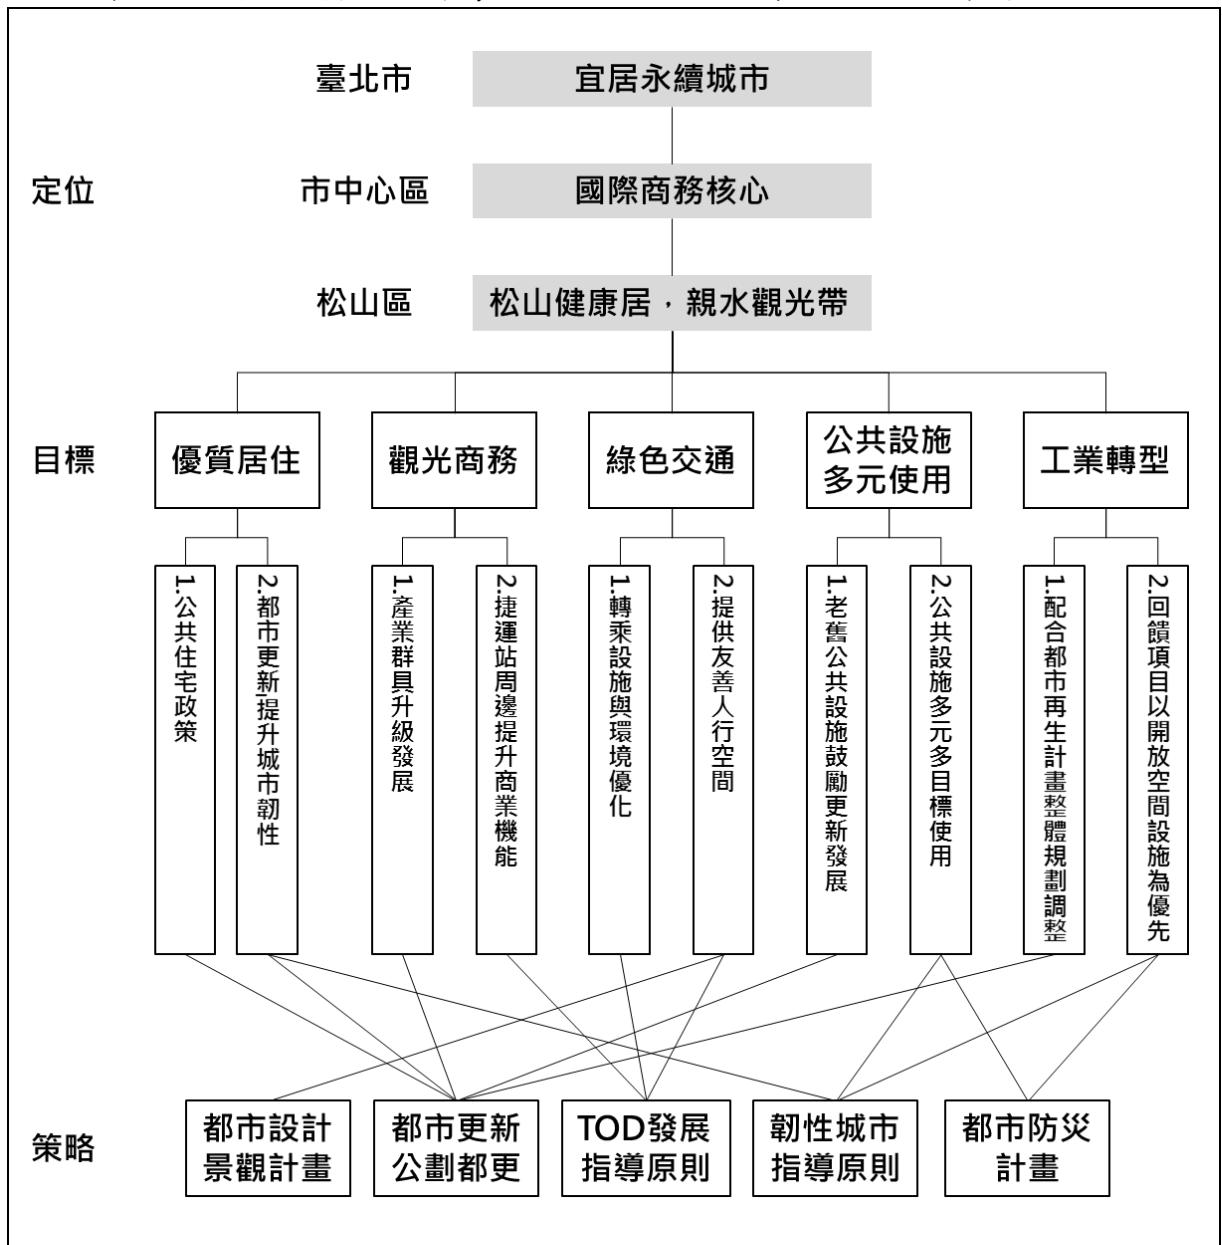 臺北市
宜居永續城市
定位
市中心區
國際商務核心
松山區
松山健康居，親水觀光帶
目標
優質居住
觀光商務
綠色交通
公共設施
多元使用
工業轉型
1.公共住宅政策
2.都市更新,提升城市韌性
1.產業群具升級發展
2.捷運站周邊提升商業機能
1.轉乘設施與環境優化
2.提供友善人行空間
1.老舊公共設施鼓勵更新發展
2.公共設施多元多目標使用
1.配合都市再生計畫整體規劃調整
2.回饋項目以開放空間設施為優先
策略
都市設計
景觀計畫
都市更新
公劃都更
TOD發展
指導原則
韌性城市
指導原則
都市防災
計畫